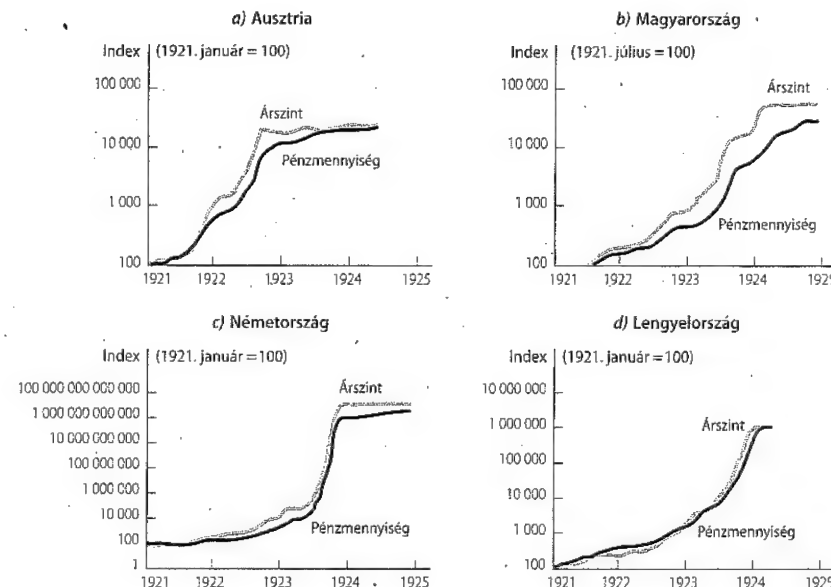 a) Ausztria
Index (1921. január = 100)
100 000
10 000
1 000
100
Árszint
Pénzmennyiség
1921 1922 1923 1924 1925
b) Magyarország
Index (1921. július = 100)
100 000
10 000
1 000
100
Árszint
Pénzmennyiség
1921 1922 1923 1924 1925
c) Németország
Index (1921. január = 100)
100 000 000 000 000
1 000 000 000 000
10 000 000 000
100 000 000
1 000 000
10 000
100
1
Árszint
Pénzmennyiség
1921 1922 1923 1924 1925
d) Lengyelország
Index (1921. január = 100)
10 000 000
1 000 000
100 000
10 000
1 000
100
Árszint
Pénzmennyiség
1921 1922 1923 1924 1925